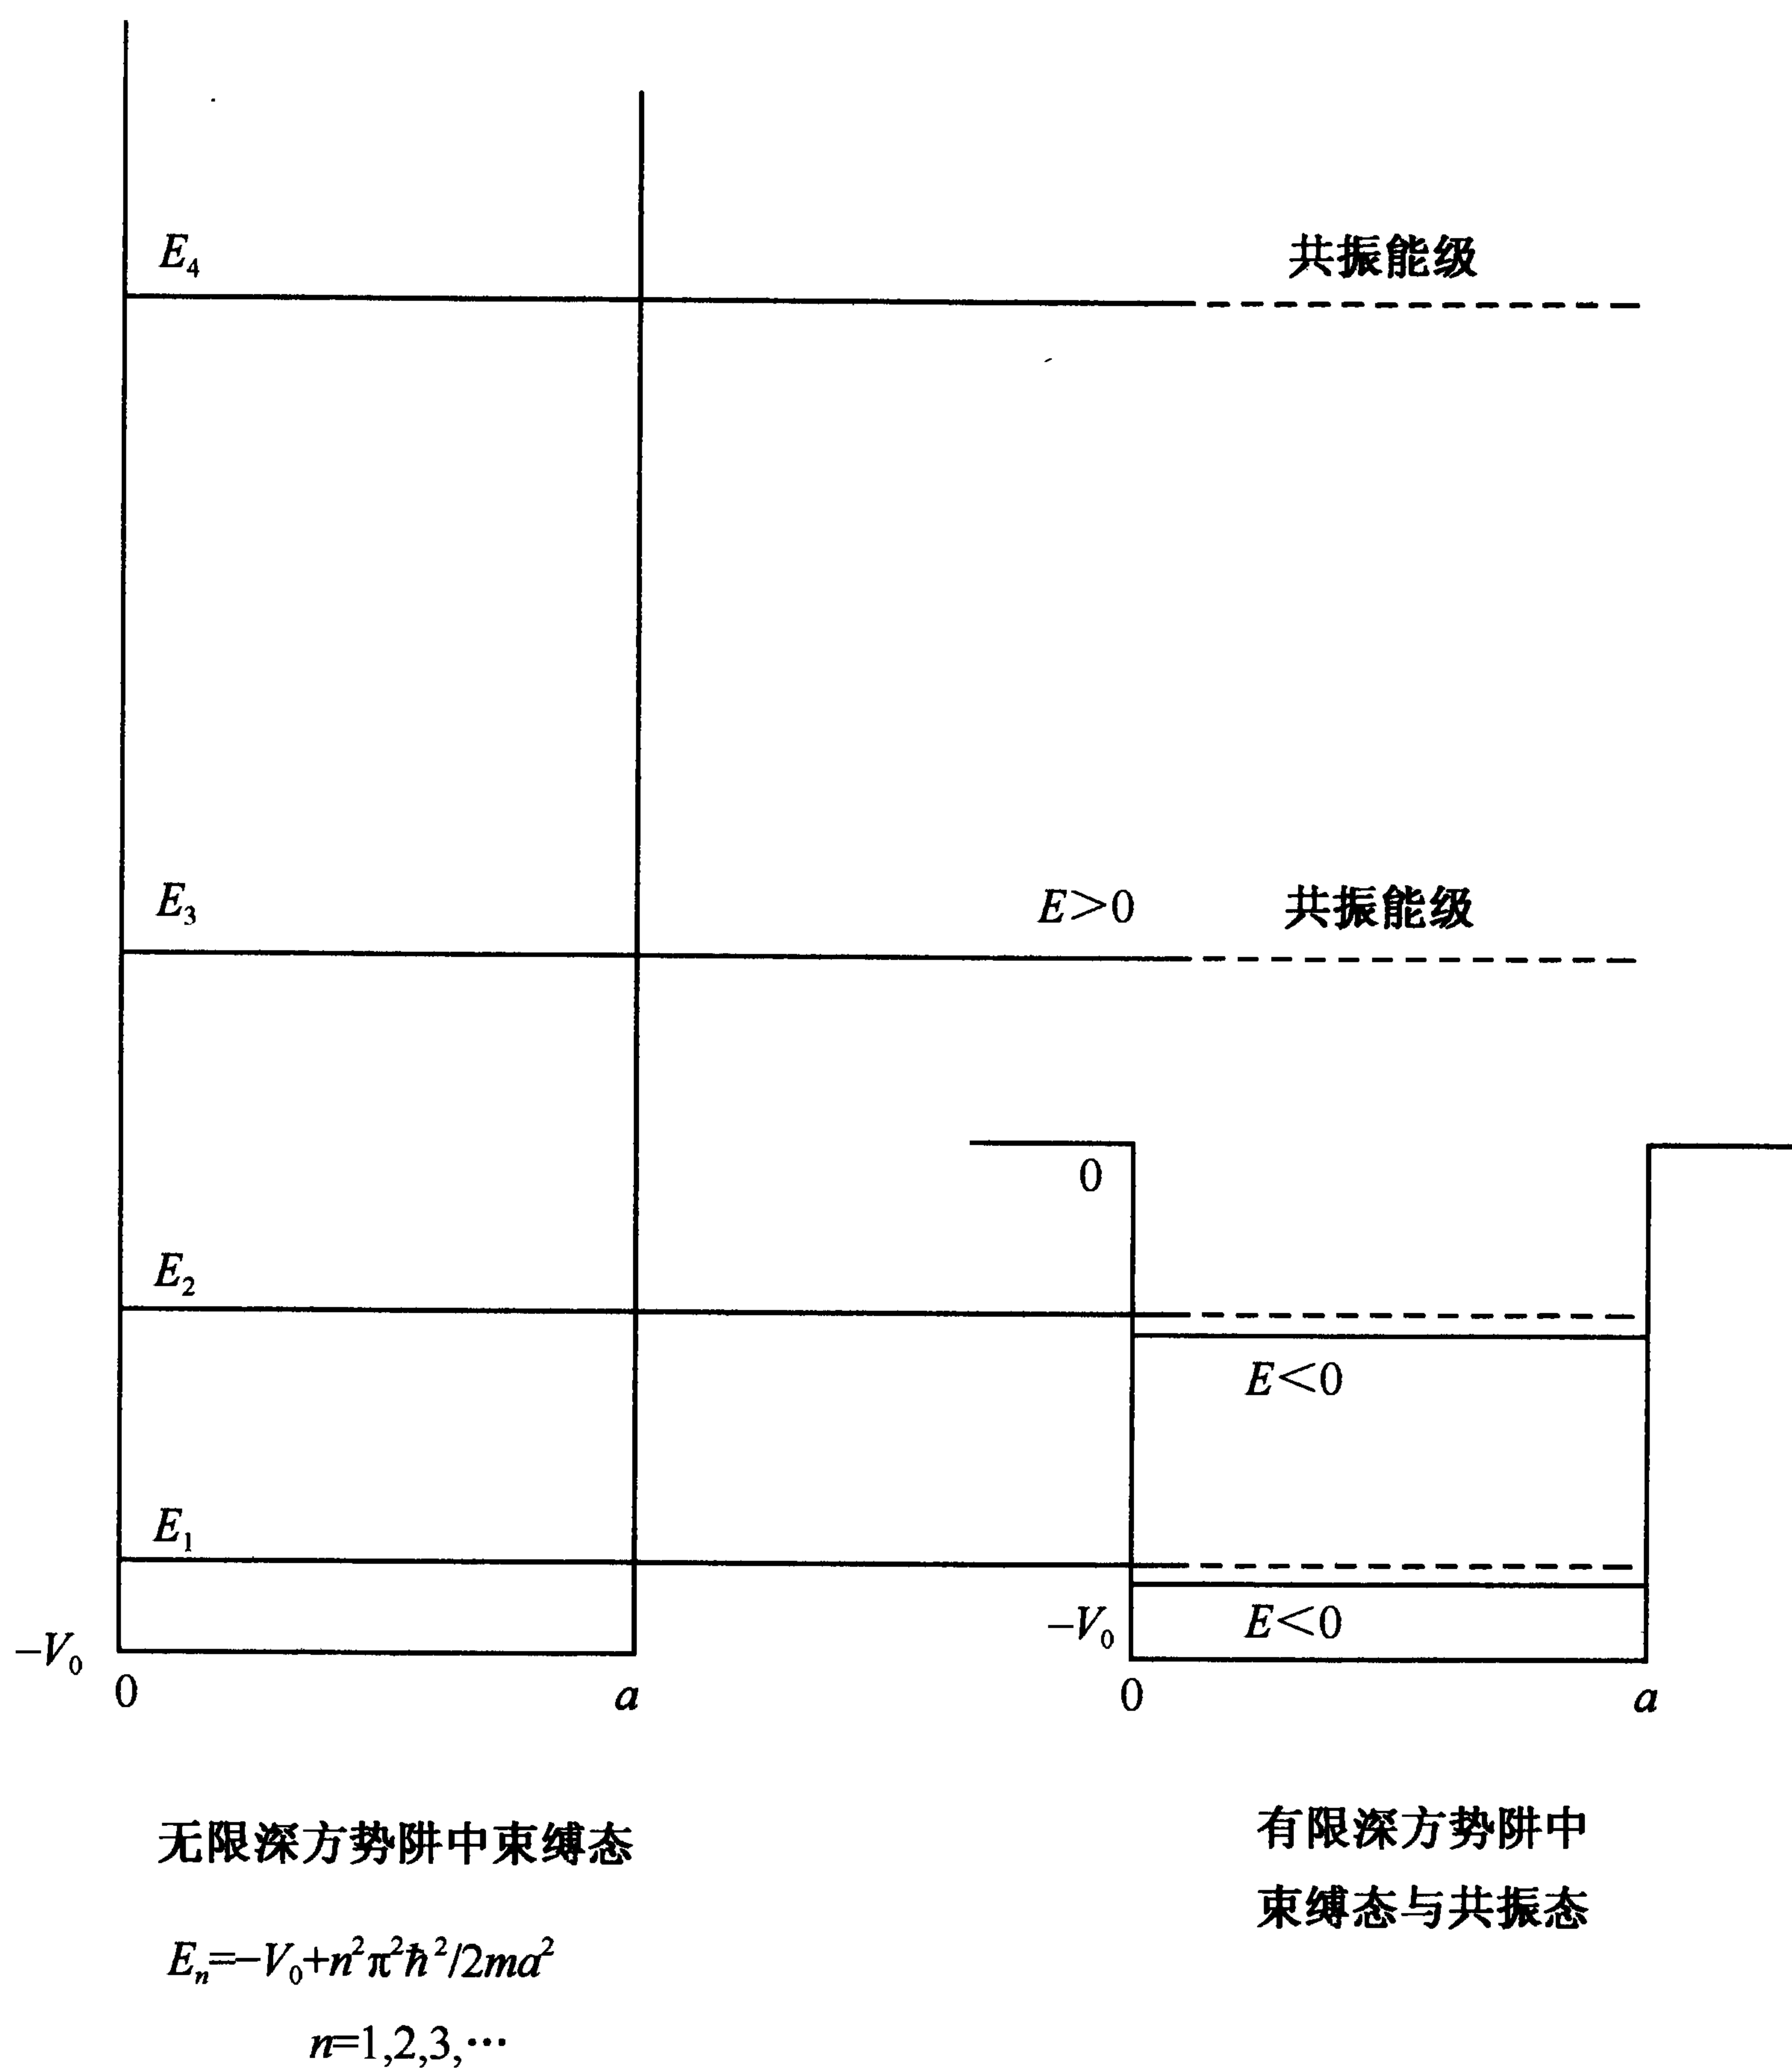 E₄
共振能级
E₃
E>0
共振能级
0
E₂
E<0
E₁
−V₀
E<0
−V₀
0
a
0
a
无限深方势阱中束缚态
有限深方势阱中
束缚态与共振态
Eₙ=−V₀+n²π²ħ²/2ma²
n=1,2,3,⋯